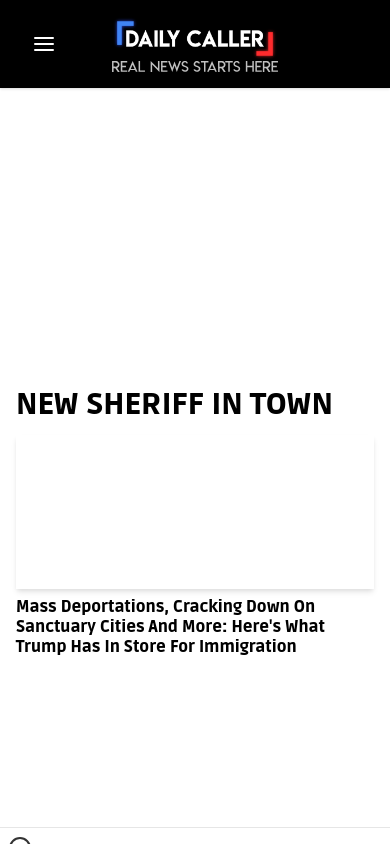 DAILY CALLER
REAL NEWS STARTS HERE
NEW SHERIFF IN TOWN
Mass Deportations, Cracking Down On
Sanctuary Cities And More: Here's What
Trump Has In Store For Immigration